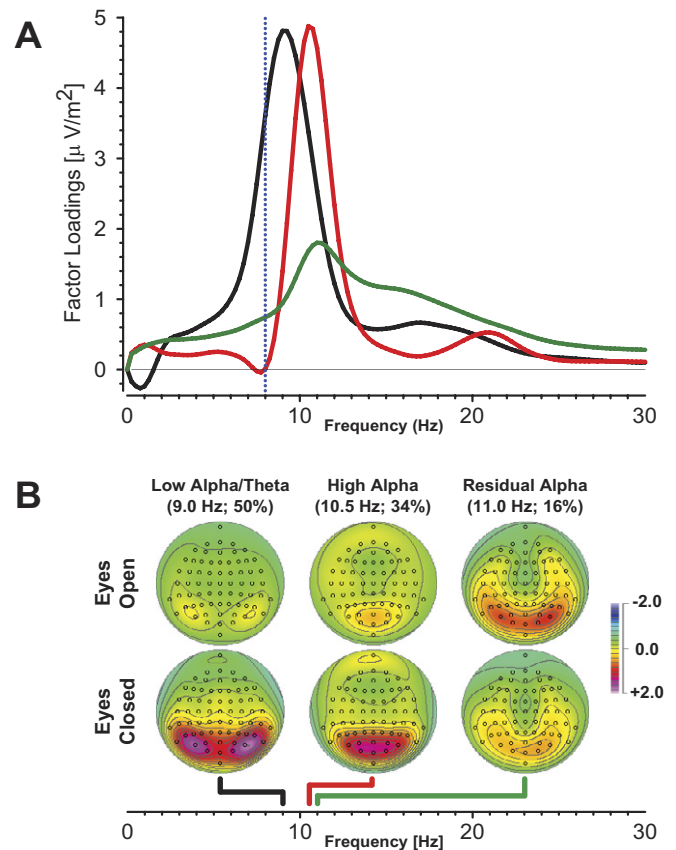 A
Factor Loadings [μ V/m²]
5
4
3
2
1
0
0 10 20 30
Frequency (Hz)
B
Low Alpha/Theta
(9.0 Hz; 50%)
High Alpha
(10.5 Hz; 34%)
Residual Alpha
(11.0 Hz; 16%)
Eyes
Open
Eyes
Closed
-2.0
0.0
+2.0
0 10 20 30
Frequency [Hz]